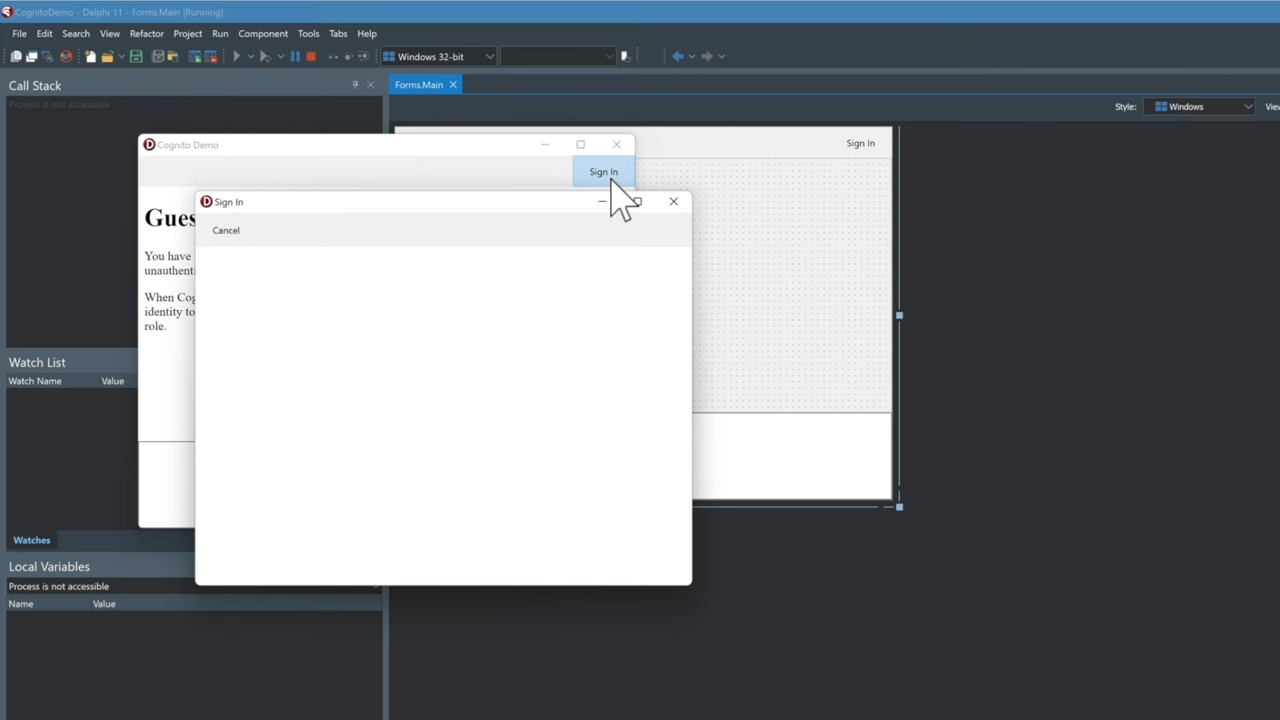 CognitoDemo - Delphi 11 - Forms.Main [Running]
File Edit Search View Refactor Project Run Component Tools Tabs Help
Windows 32-bit
Call Stack
Forms.Main
Process is not accessible
Style: Windows
Cognito Demo
Sign In
Sign In
Sign In
Cancel
You have
unauthenti
When Cog
identity to
role.
Watch List
Watch Name Value
Watches
Local Variables
Process is not accessible
Name Value